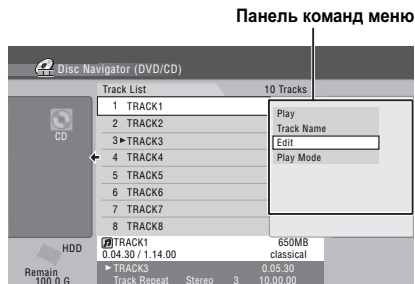 Панель команд меню
Disc Navigator (DVD/CD)
Track List 10 Tracks
CD
1 TRACK1
2 TRACK2
3 ►TRACK3
4 TRACK4
5 TRACK5
6 TRACK6
7 TRACK7
8 TRACK8
Play
Track Name
Edit
Play Mode
HDD
Remain
100.0 G
TRACK1 650MB
0.04.30 / 1.14.00 classical
► TRACK3 0.05.30
Track Repeat Stereo 3 10.00.00